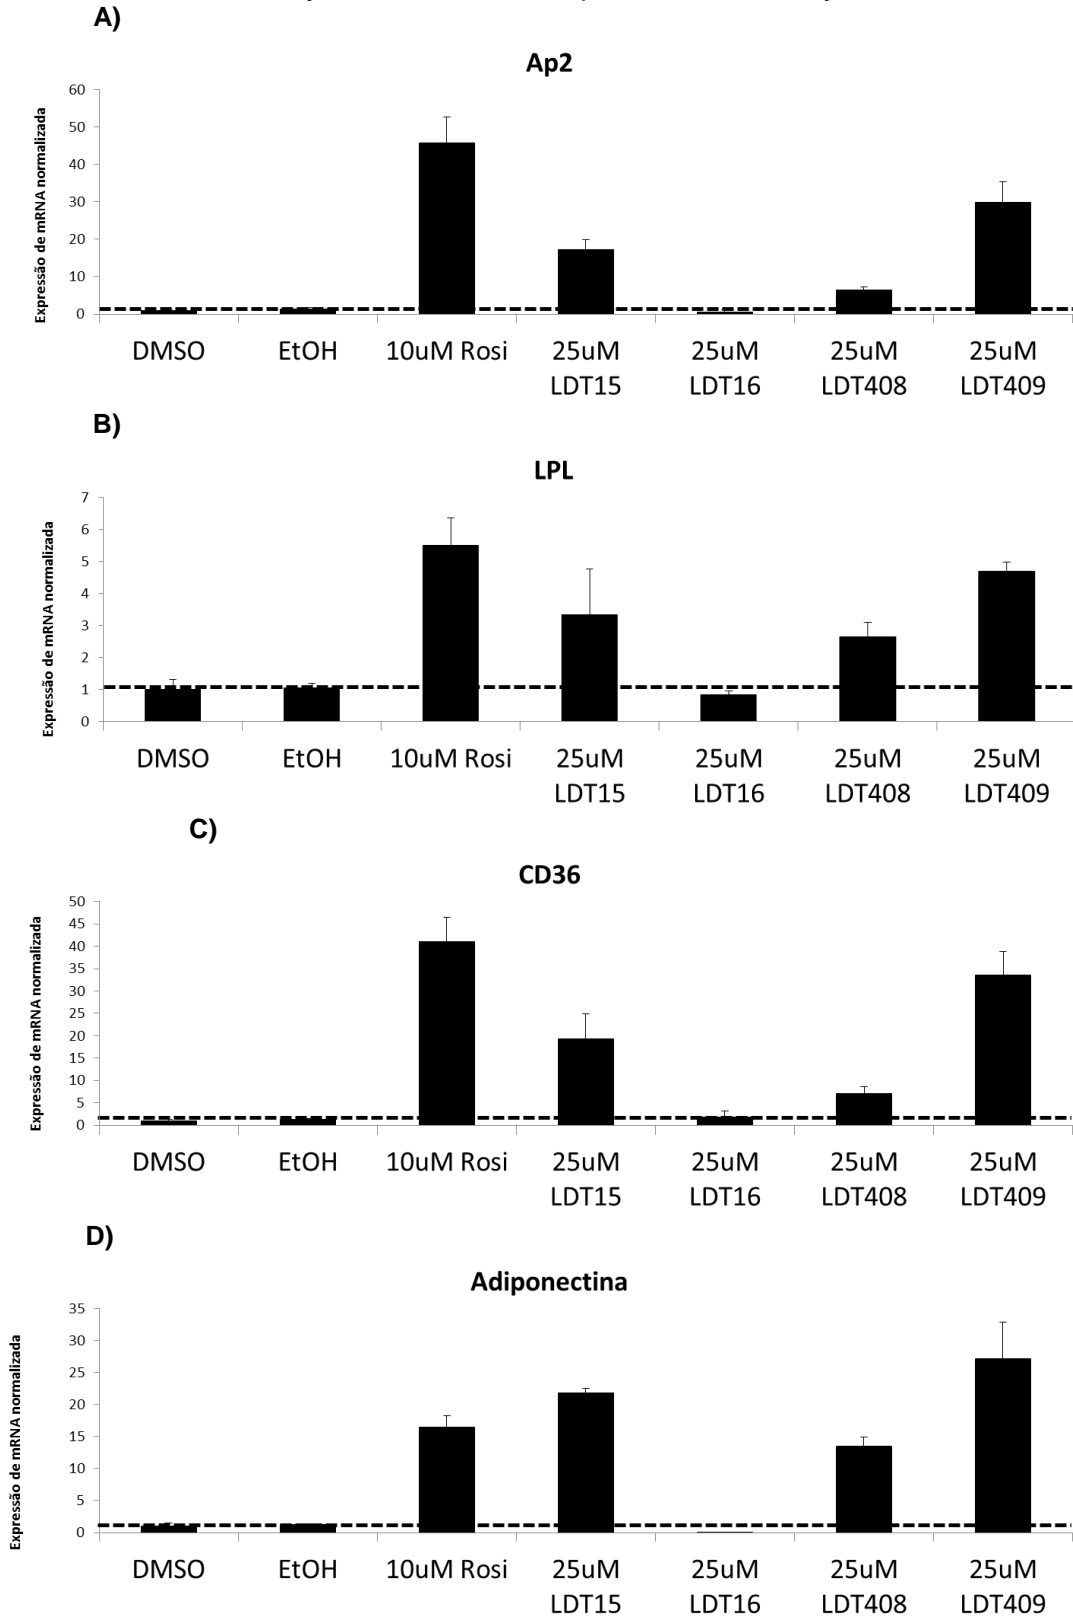 A)
Ap2
Expressão de mRNA normalizada
60
50
40
30
20
10
0
DMSO EtOH 10uM Rosi 25uM LDT15 25uM LDT16 25uM LDT408 25uM LDT409
B)
LPL
Expressão de mRNA normalizada
7
6
5
4
3
2
1
0
DMSO EtOH 10uM Rosi 25uM LDT15 25uM LDT16 25uM LDT408 25uM LDT409
C)
CD36
Expressão de mRNA normalizada
50
45
40
35
30
25
20
15
10
5
0
DMSO EtOH 10uM Rosi 25uM LDT15 25uM LDT16 25uM LDT408 25uM LDT409
D)
Adiponectina
Expressão de mRNA normalizada
35
30
25
20
15
10
5
0
DMSO EtOH 10uM Rosi 25uM LDT15 25uM LDT16 25uM LDT408 25uM LDT409